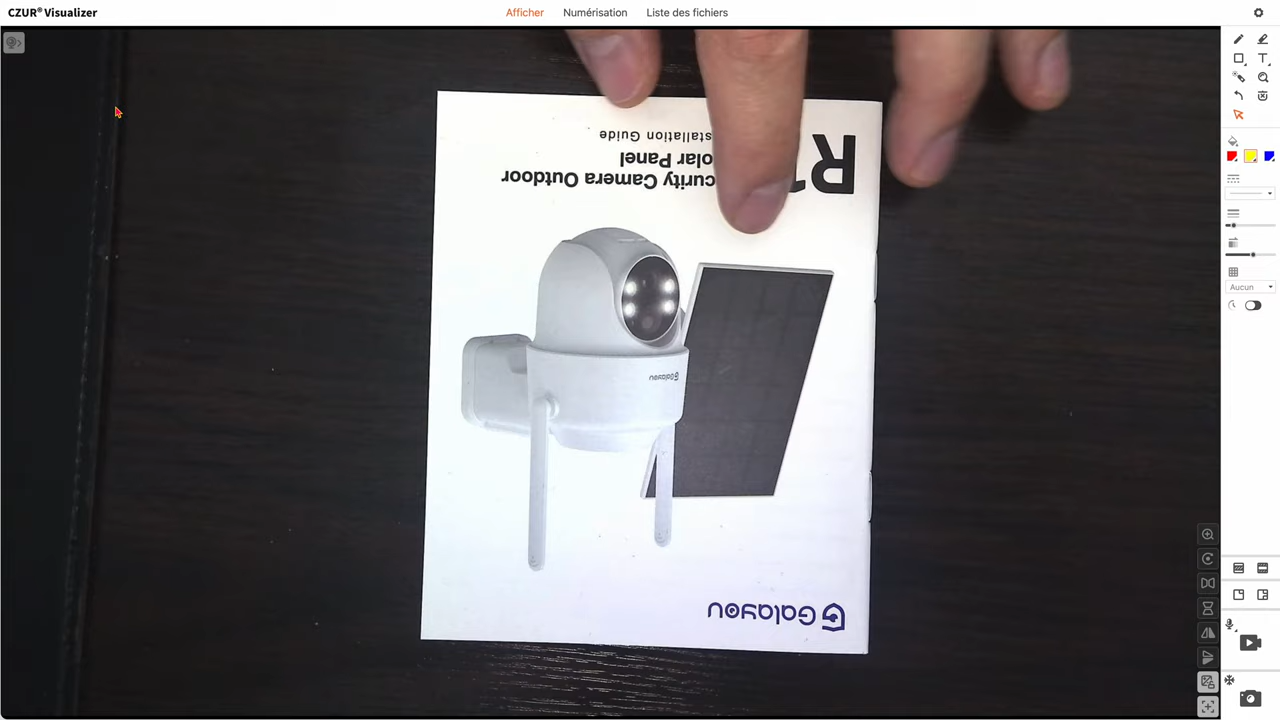 CZUR® Visualizer
Afficher
Numérisation
Liste des fichiers
Aucun
olar Panel
curity Camera Outdoor
stallation Guide
Galayou
Galayou